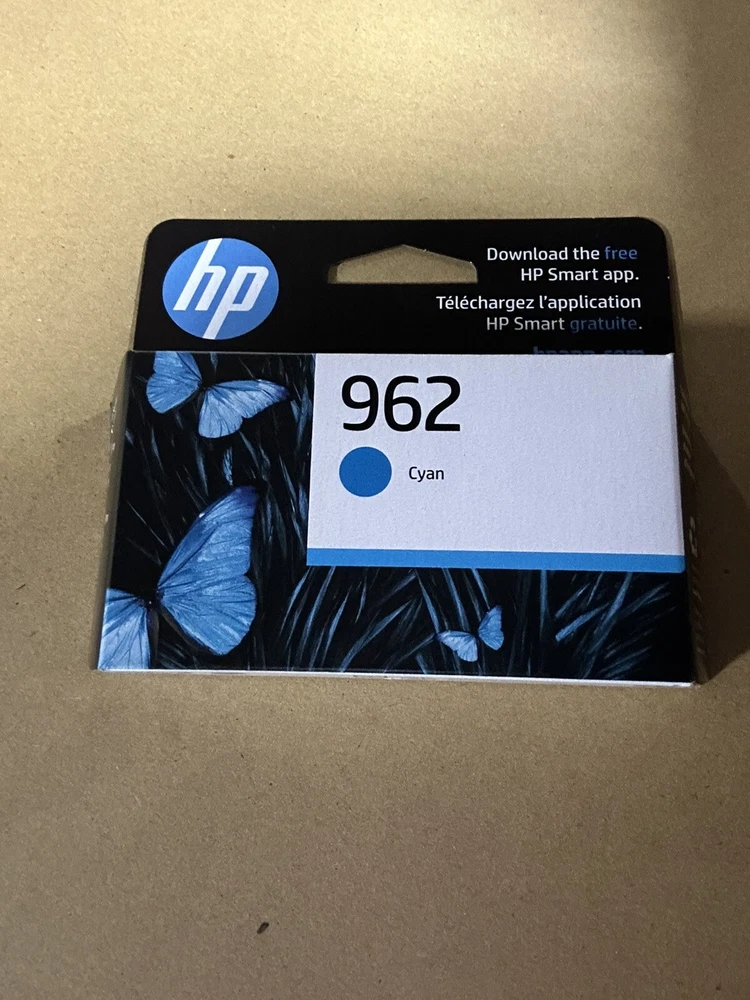 hp
Download the free
HP Smart app.
Téléchargez l'application
HP Smart gratuite.
962
Cyan